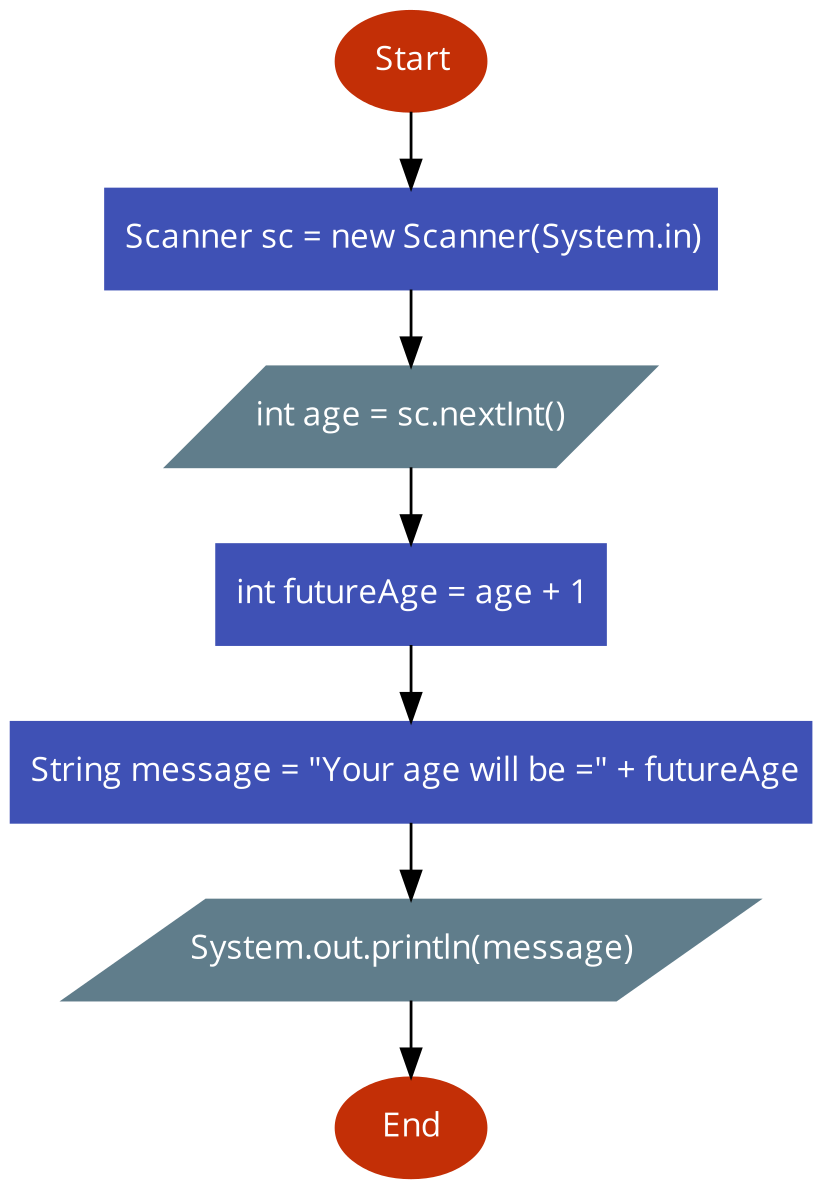 Start
Scanner sc = new Scanner(System.in)
int age = sc.nextInt()
int futureAge = age + 1
String message = "Your age will be =" + futureAge
System.out.println(message)
End